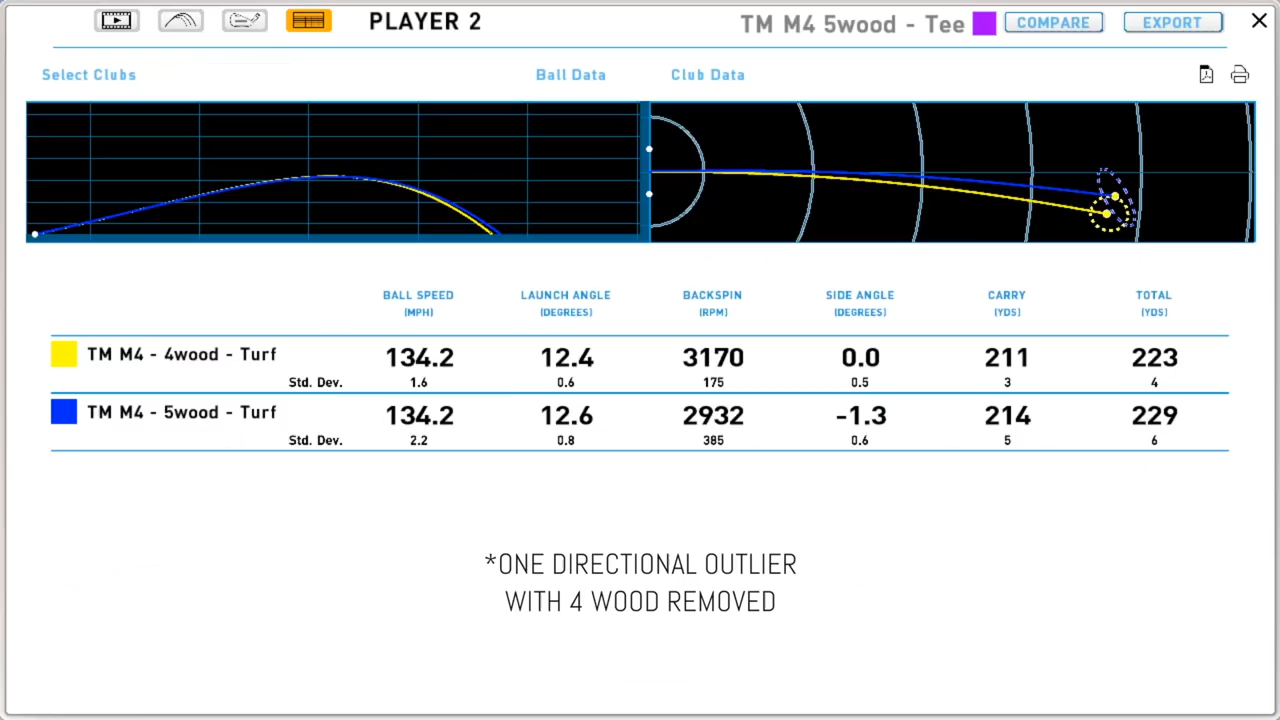 PLAYER 2
TM M4 5wood - Tee
COMPARE
EXPORT
Select Clubs
Ball Data
Club Data
BALL SPEED LAUNCH ANGLE BACKSPIN SIDE ANGLE CARRY TOTAL
(MPH) (DEGREES) (RPM) (DEGREES) (YDS) (YDS)
TM M4 - 4wood - Turf 134.2 12.4 3170 0.0 211 223
Std. Dev. 1.6 0.6 175 0.5 3 4
TM M4 - 5wood - Turf 134.2 12.6 2932 -1.3 214 229
Std. Dev. 2.2 0.8 385 0.6 5 6
*ONE DIRECTIONAL OUTLIER
WITH 4 WOOD REMOVED